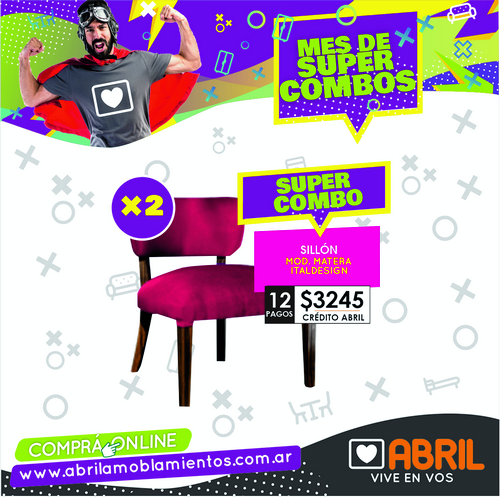 MES DE
SUPER
COMBOS
×2
SUPER
COMBO
SILLÓN
MOD. MATERA
ITALDESIGN
12
PAGOS
$3245
CRÉDITO ABRIL
COMPRÁ ONLINE
www.abrilamoblamientos.com.ar
ABRIL
VIVE EN VOS